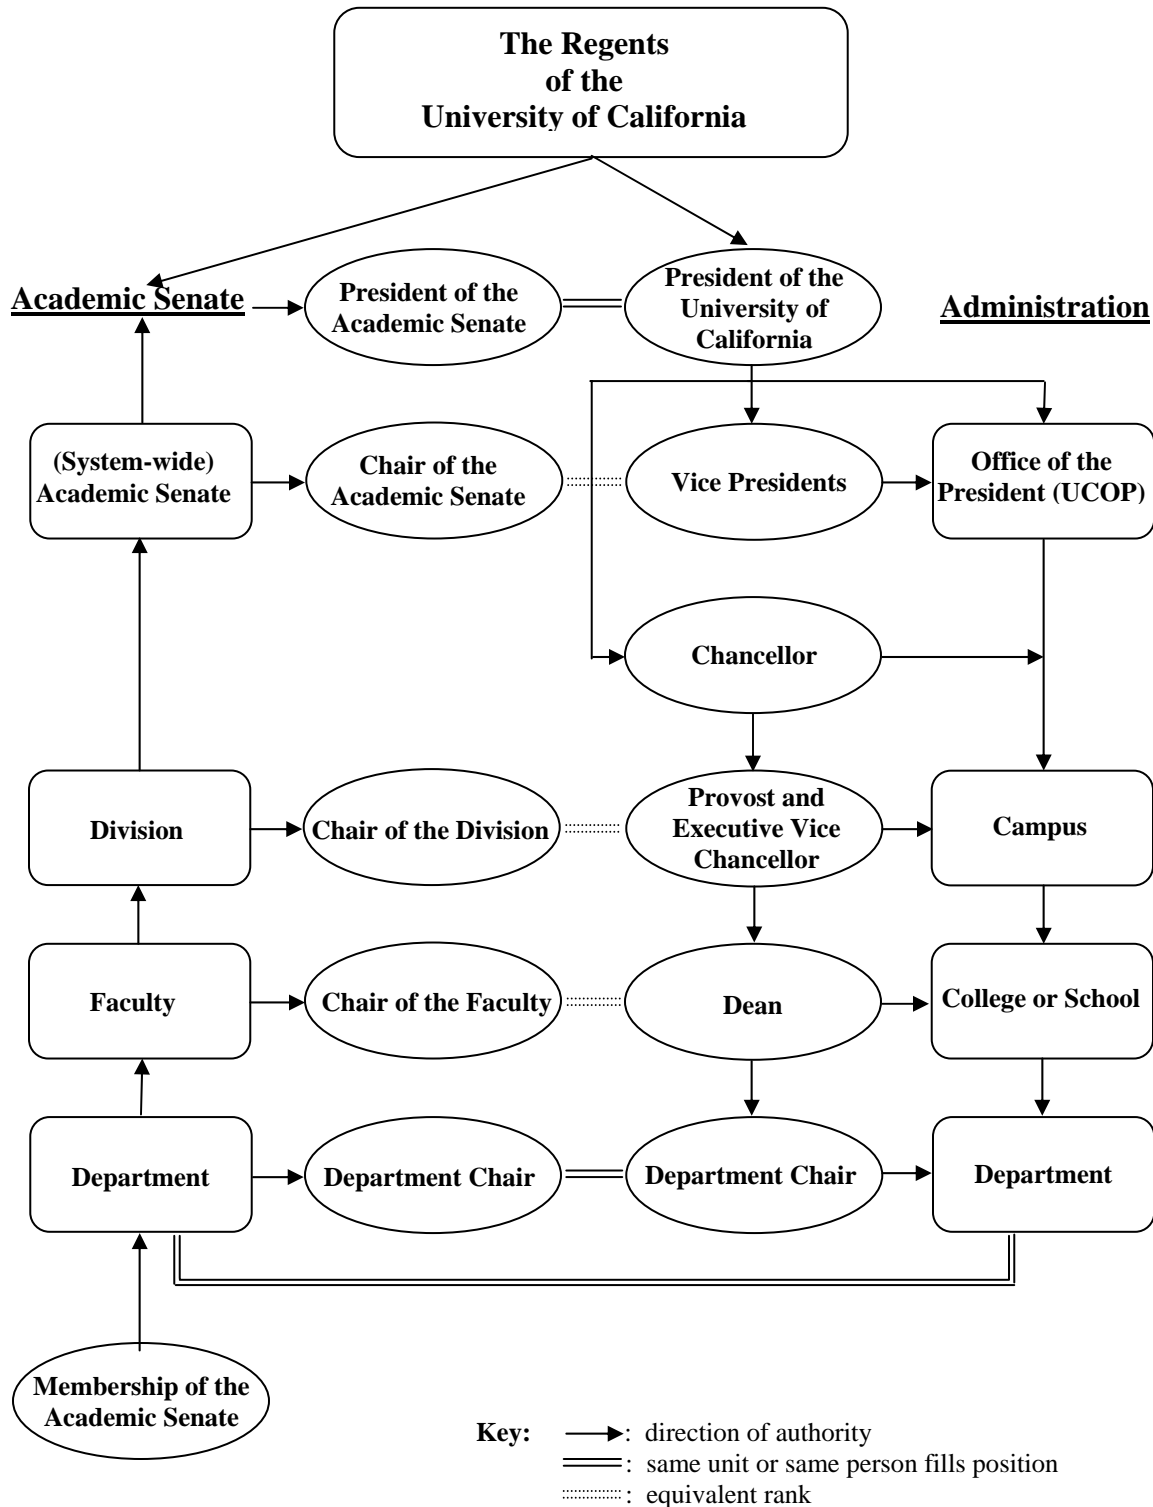 The Regents
of the
University of California
Academic Senate
President of the
Academic Senate
President of the
University of
California
Administration
(System-wide)
Academic Senate
Chair of the
Academic Senate
Vice Presidents
Office of the
President (UCOP)
Chancellor
Division
Chair of the Division
Provost and
Executive Vice
Chancellor
Campus
Faculty
Chair of the Faculty
Dean
College or School
Department
Department Chair
Department Chair
Department
Membership of the
Academic Senate
Key: : direction of authority
: same unit or same person fills position
: equivalent rank